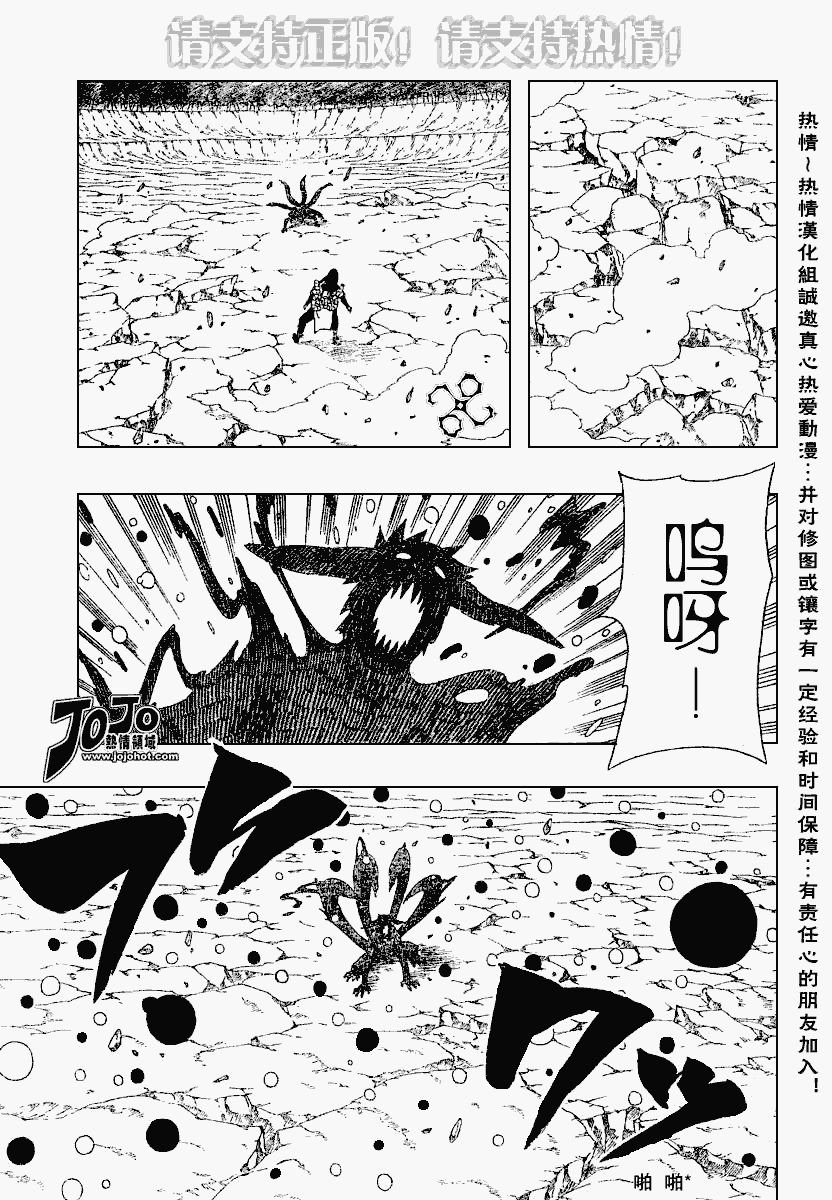 请支持正版！ 请支持热情！
热情~热情漢化組誠邀真心热爱動漫…并对修图或镶字有一定经验和时间保障…有责任心的朋友加入！
呜呀—！
JOJO
熱情領域
www.jojohot.com
ブワッ
ワッ
啪 啪*